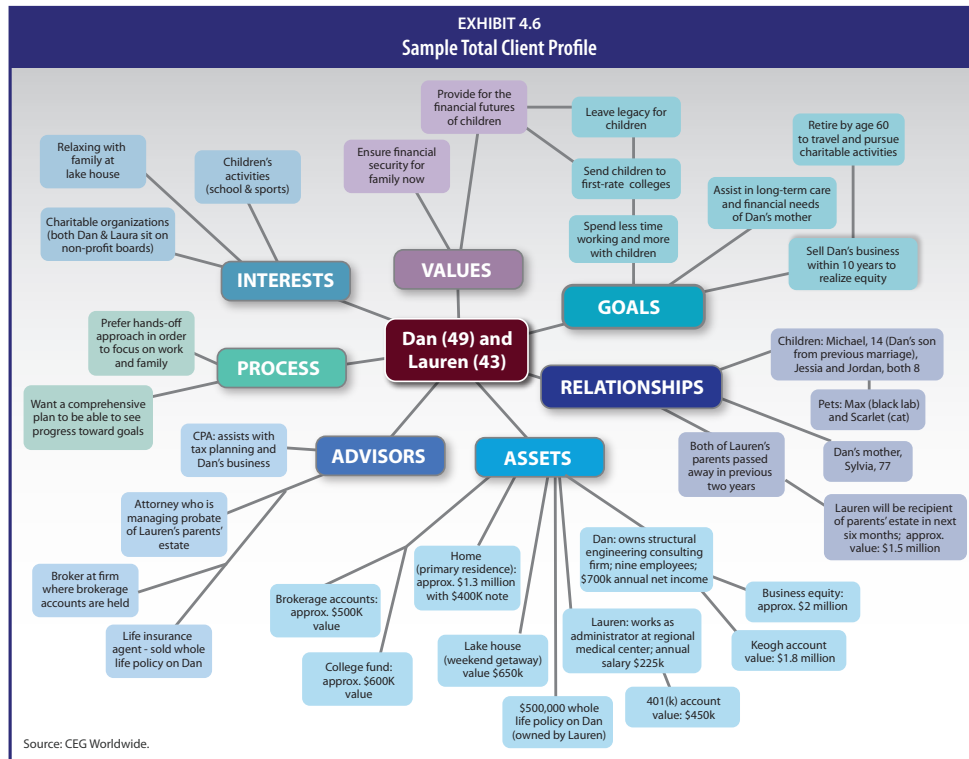 EXHIBIT 4.6
Sample Total Client Profile
Provide for the
financial futures
of children
Leave legacy for
children
Retire by age 60
to travel and pursue
charitable activities
Relaxing with
family at
lake house
Children's
activities
(school & sports)
Ensure financial
security for
family now
Send children to
first-rate colleges
Assist in long-term care
and financial needs
of Dan's mother
Charitable organizations
(both Dan & Laura sit on
non-profit boards)
Spend less time
working and more
with children
Sell Dan's business
within 10 years to
realize equity
INTERESTS
VALUES
GOALS
Dan (49) and
Lauren (43)
Prefer hands-off
approach in order
to focus on work
and family
PROCESS
Want a comprehensive
plan to be able to see
progress toward goals
RELATIONSHIPS
Children: Michael, 14 (Dan's
son from previous marriage),
Jessia and Jordan, both 8
Pets: Max (black lab)
and Scarlet (cat)
Dan's mother,
Sylvia, 77
Both of Lauren's
parents passed
away in previous
two years
Lauren will be recipient
of parents' estate in next
six months; approx.
value: $1.5 million
CPA: assists with
tax planning and
Dan's business
ADVISORS
ASSETS
Attorney who is
managing probate
of Lauren's parents'
estate
Broker at firm
where brokerage
accounts are held
Life insurance
agent - sold whole
life policy on Dan
Brokerage accounts:
approx. $500K
value
College fund:
approx. $600K
value
Home
(primary residence):
approx. $1.3 million
with $400K note
Lake house
(weekend getaway)
value $650k
$500,000 whole
life policy on Dan
(owned by Lauren)
Dan: owns structural
engineering consulting
firm; nine employees;
$700k annual net income
Lauren: works as
administrator at regional
medical center; annual
salary $225k
401(k) account
value: $450k
Business equity:
approx. $2 million
Keogh account
value: $1.8 million
Source: CEG Worldwide.